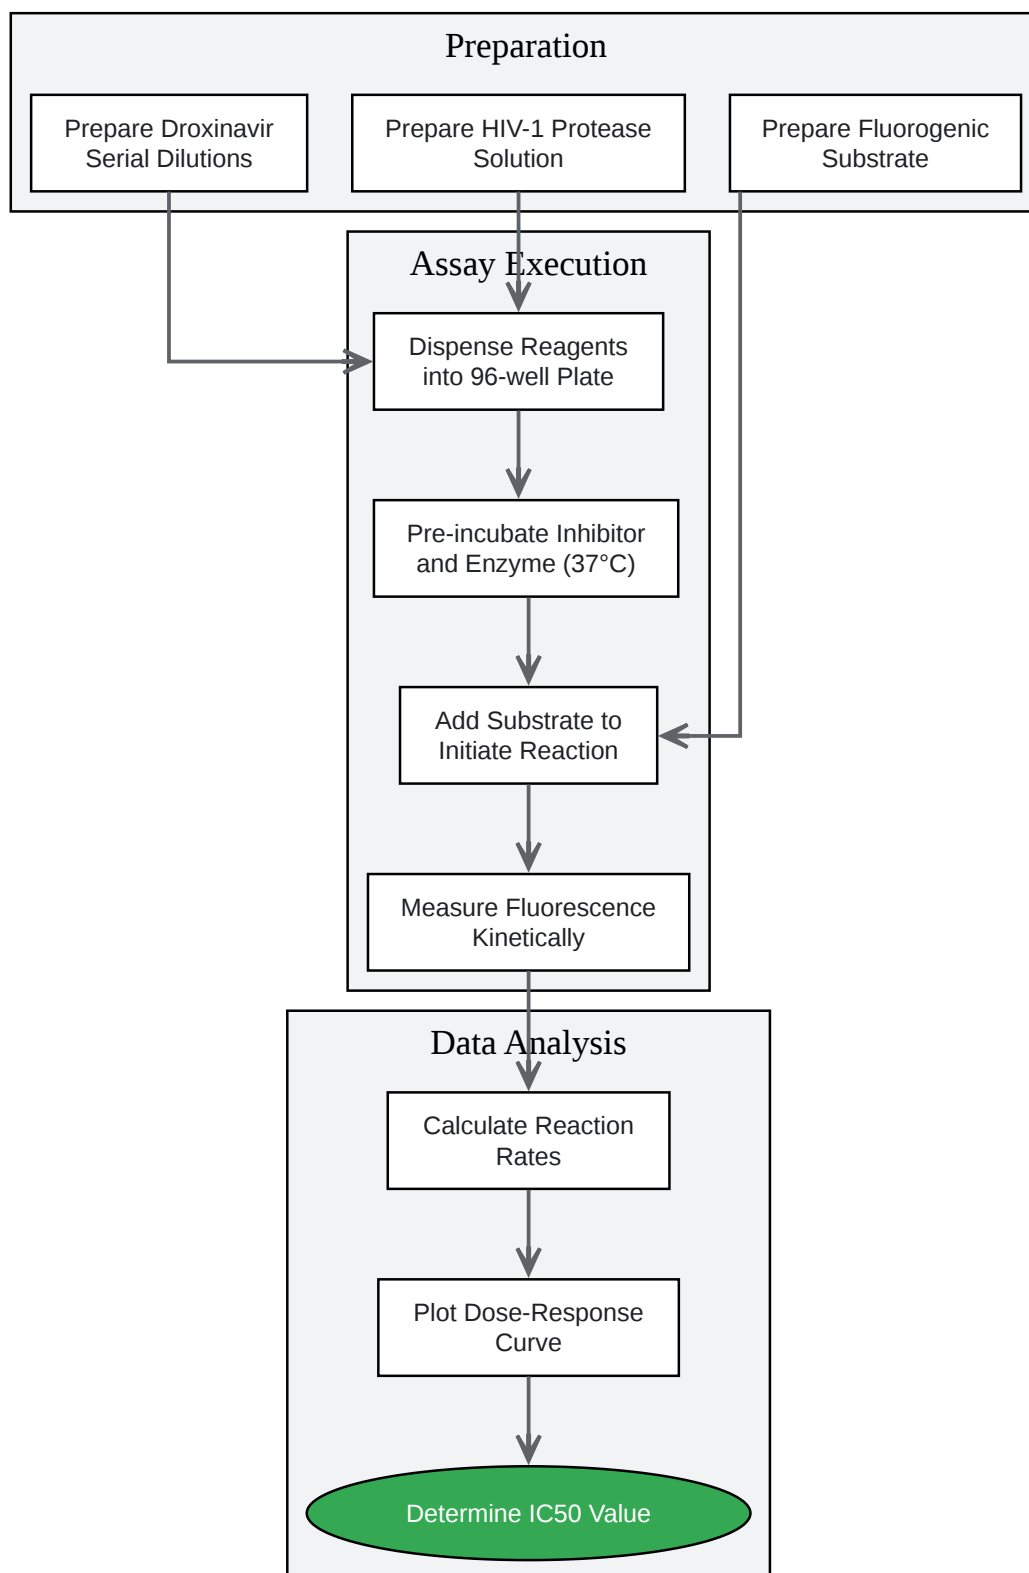 Preparation
Prepare Droxinavir
Serial Dilutions
Prepare HIV-1 Protease
Solution
Prepare Fluorogenic
Substrate
Assay Execution
Dispense Reagents
into 96-well Plate
Pre-incubate Inhibitor
and Enzyme (37°C)
Add Substrate to
Initiate Reaction
Measure Fluorescence
Kinetically
Data Analysis
Calculate Reaction
Rates
Plot Dose-Response
Curve
Determine IC50 Value